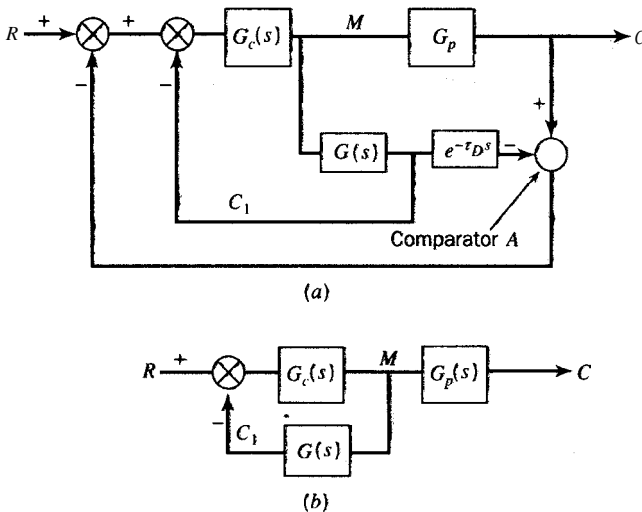 R + + G_c(s) M G_p C
− − + 
G(s) e^{−τ_D s} −
C_1
Comparator A
(a)
R + G_c(s) M G_p(s) C
− C_1 G(s)
(b)